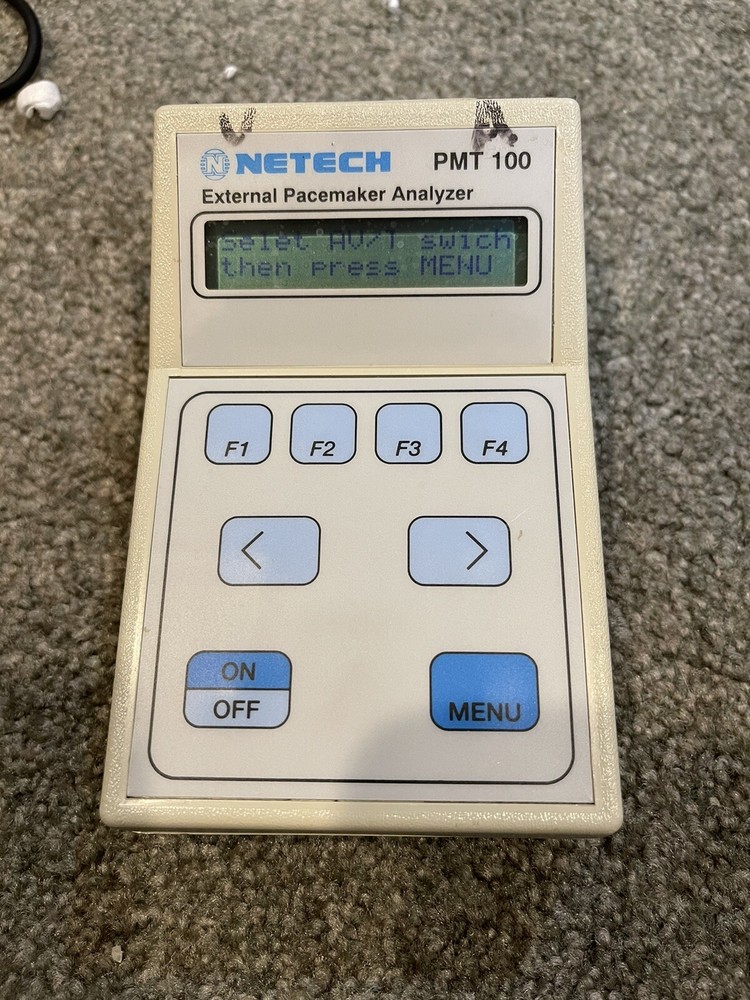 V A
N NETECH PMT 100
External Pacemaker Analyzer
selet AV/T swich
then press MENU
F1 F2 F3 F4
< >
ON
OFF MENU